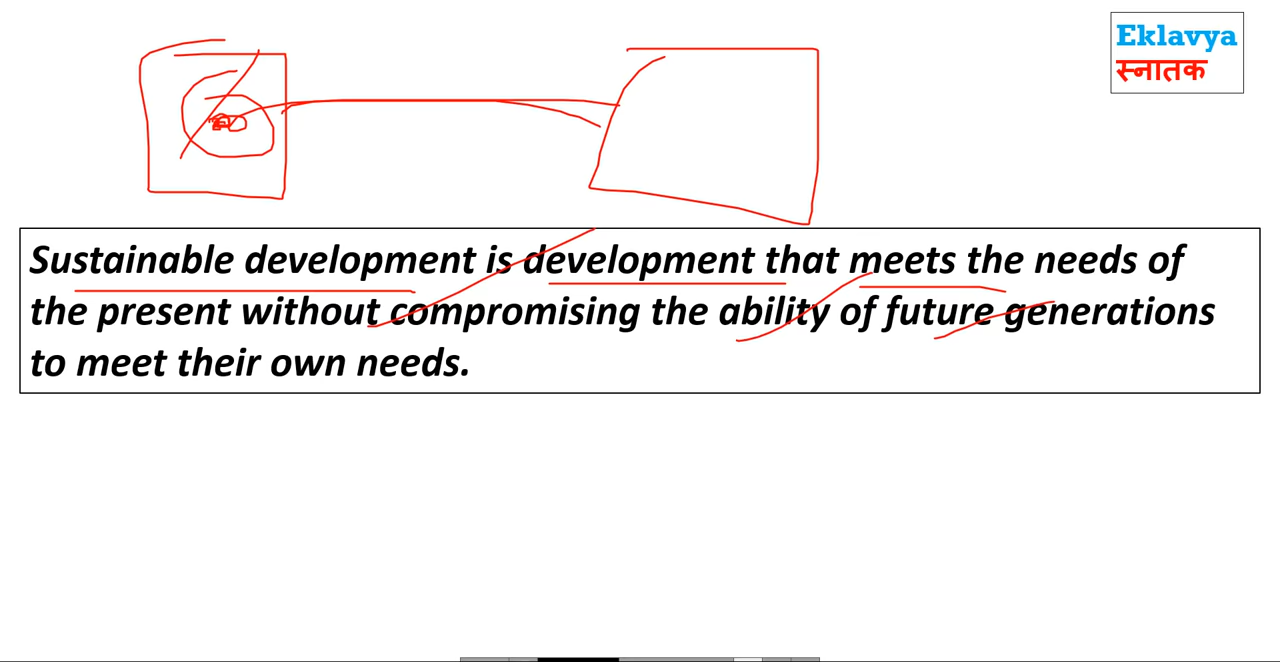 Eklavya
स्नातक
Sustainable development is development that meets the needs of
the present without compromising the ability of future generations
to meet their own needs.